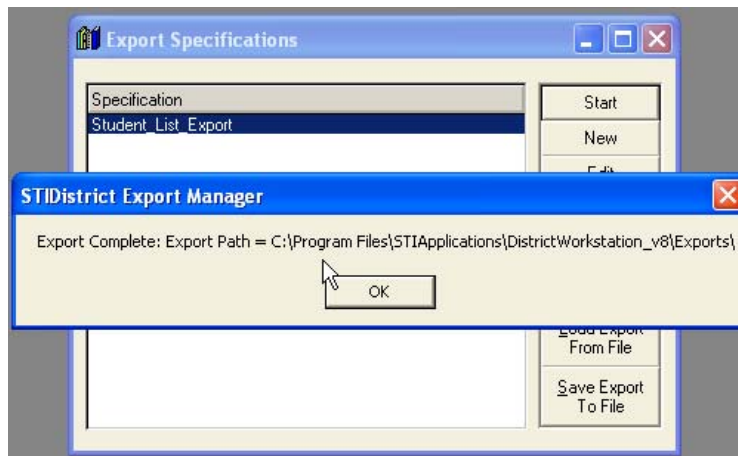 Export Specifications
Specification
Student_List_Export
Start
New
Edit
STIDistrict Export Manager
Export Complete: Export Path = C:\Program Files\STIApplications\DistrictWorkstation_v8\Exports\
OK
Load Export
From File
Save Export
To File